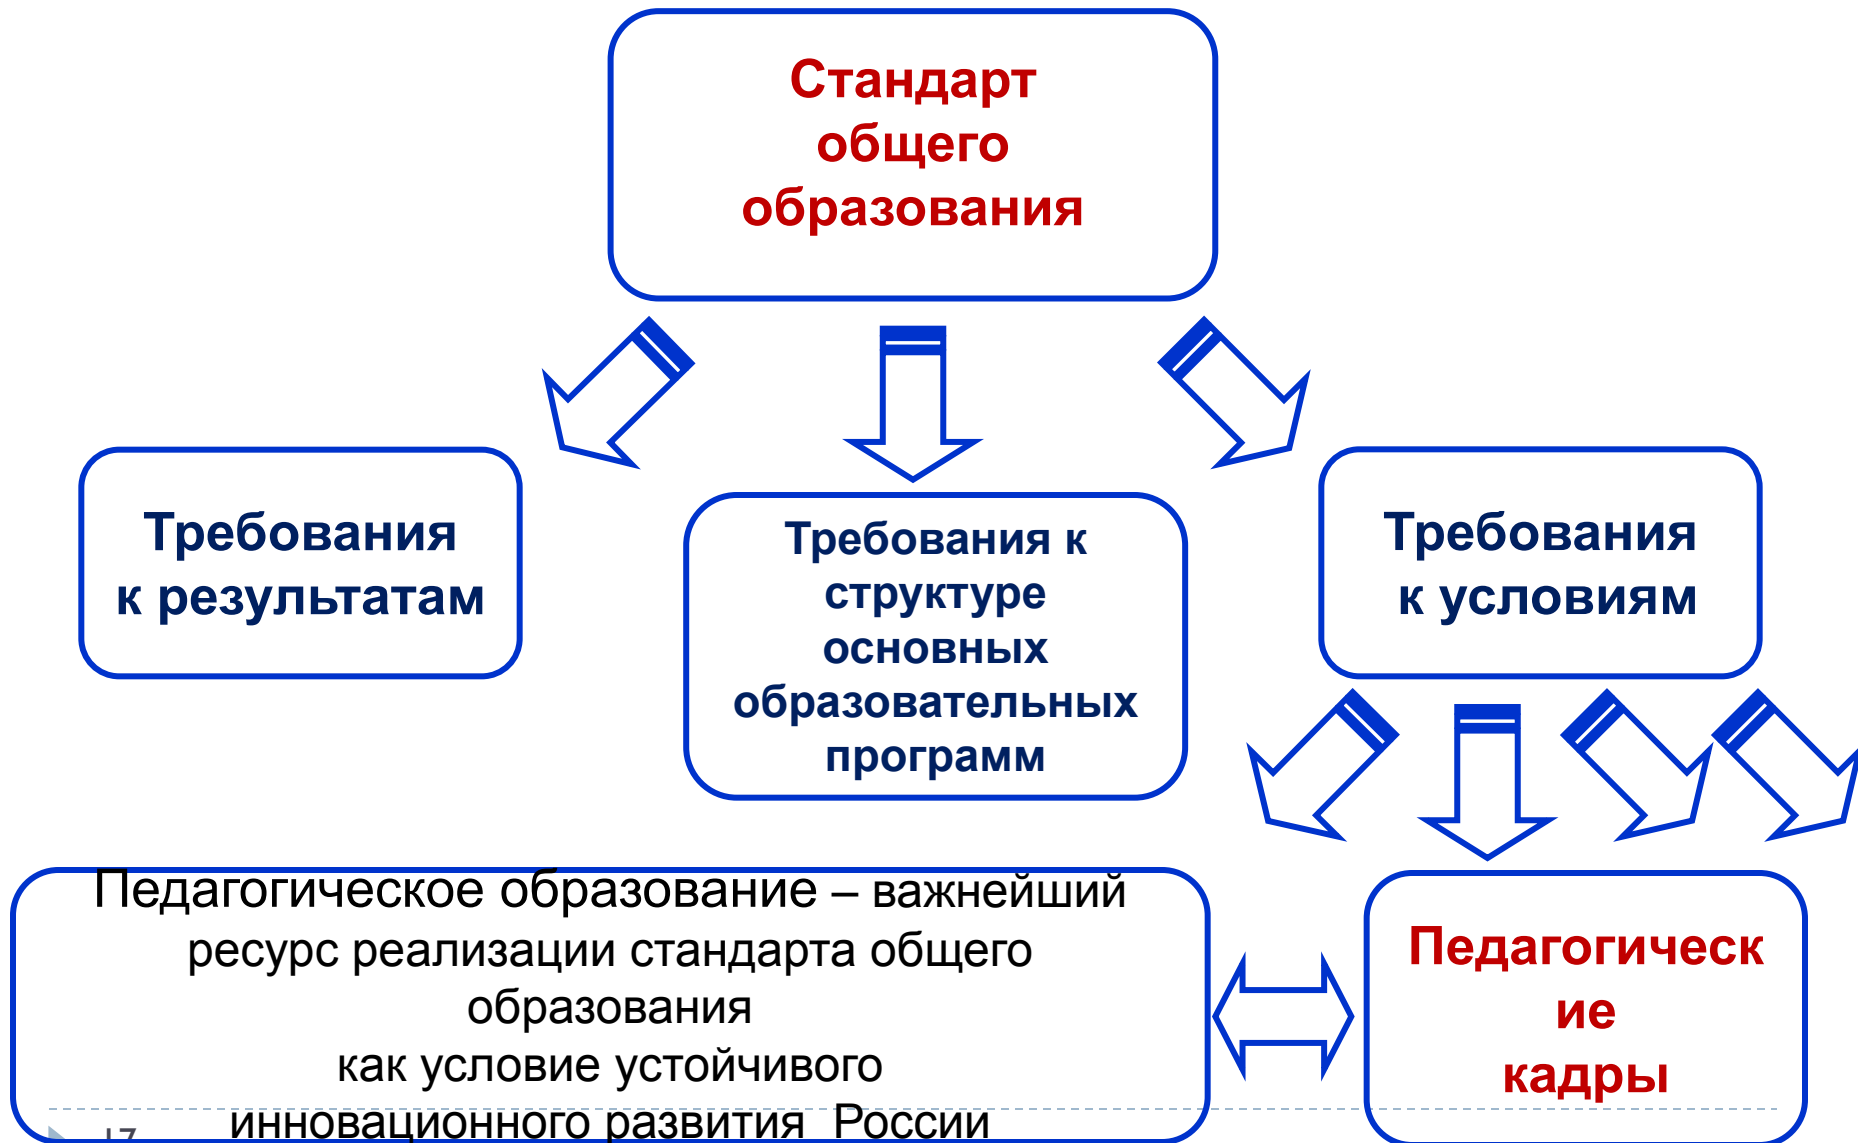 Стандарт
общего
образования
Требования
к результатам
Требования к
структуре
основных
образовательных
программ
Требования
к условиям
Педагогическое образование – важнейший
ресурс реализации стандарта общего
образования
как условие устойчивого
инновационного развития России
Педагогическ
ие
кадры
17